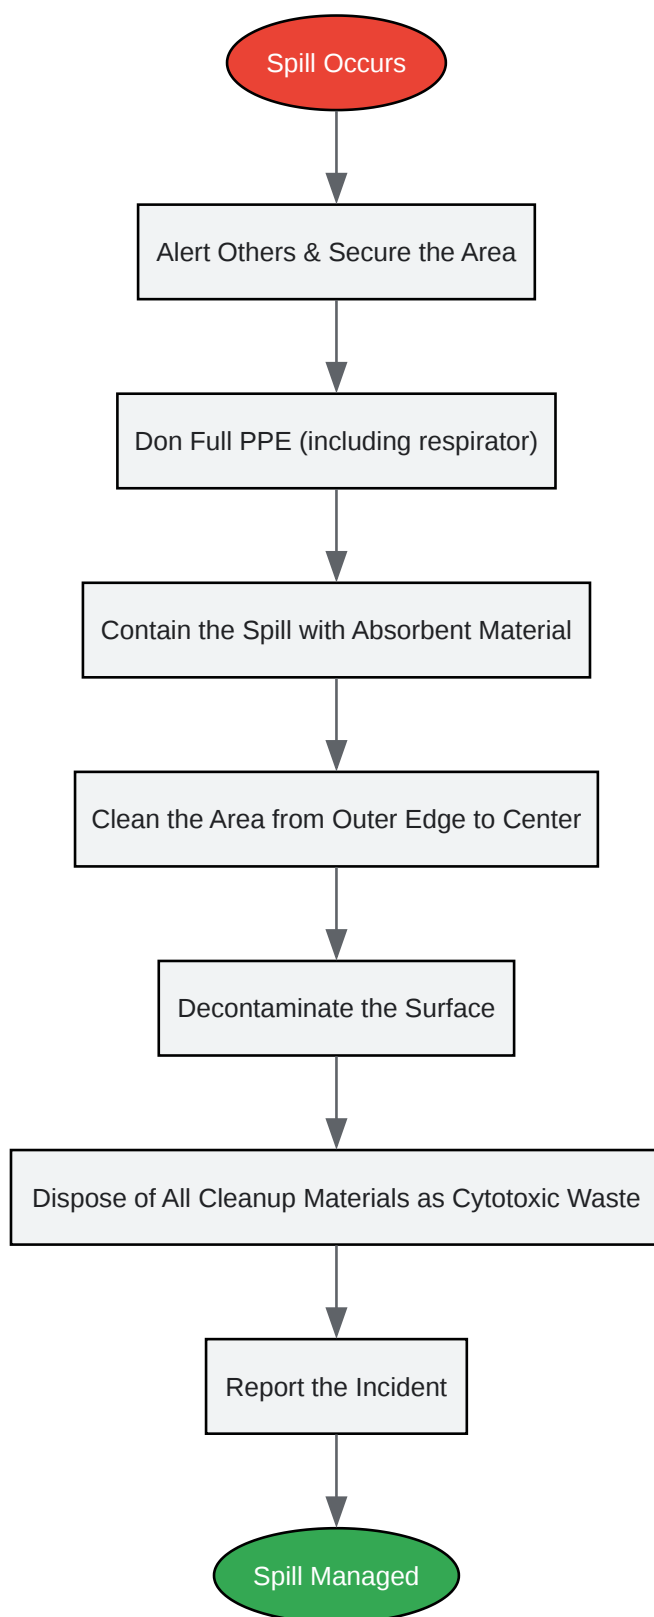 Spill Occurs
Alert Others & Secure the Area
Don Full PPE (including respirator)
Contain the Spill with Absorbent Material
Clean the Area from Outer Edge to Center
Decontaminate the Surface
Dispose of All Cleanup Materials as Cytotoxic Waste
Report the Incident
Spill Managed